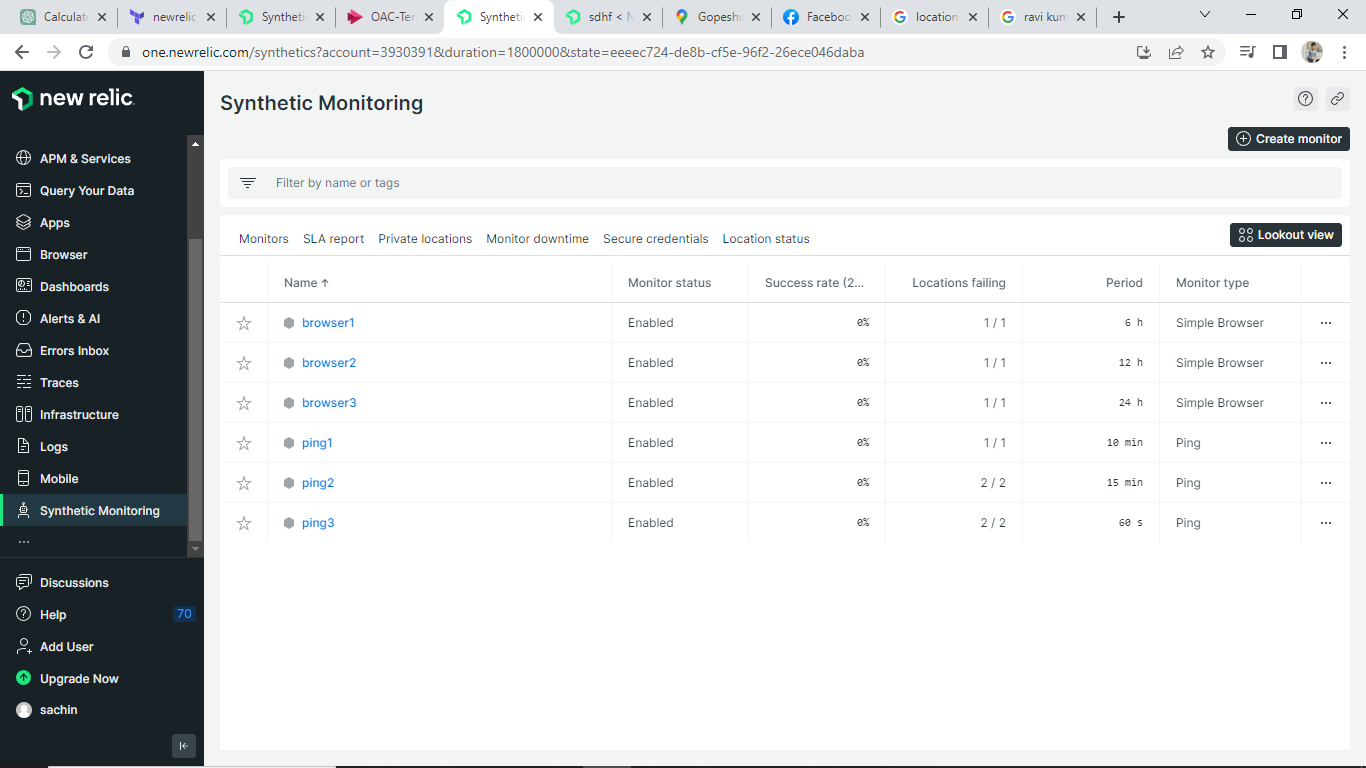 Calculate
newrelic
Synthetic
OAC-Ter
Syntheti
sdhf < N
Gopeshw
Faceboo
location
ravi kum
one.newrelic.com/synthetics?account=3930391&duration=1800000&state=eeeec724-de8b-cf5e-96f2-26ece046daba
new relic
APM & Services
Query Your Data
Apps
Browser
Dashboards
Alerts & AI
Errors Inbox
Traces
Infrastructure
Logs
Mobile
Synthetic Monitoring
...
Discussions
Help 70
Add User
Upgrade Now
sachin
Synthetic Monitoring
Create monitor
Filter by name or tags
Monitors SLA report Private locations Monitor downtime Secure credentials Location status
Lookout view
Name ↑ Monitor status Success rate (2... Locations failing Period Monitor type
browser1 Enabled 0% 1 / 1 6 h Simple Browser ...
browser2 Enabled 0% 1 / 1 12 h Simple Browser ...
browser3 Enabled 0% 1 / 1 24 h Simple Browser ...
ping1 Enabled 0% 1 / 1 10 min Ping ...
ping2 Enabled 0% 2 / 2 15 min Ping ...
ping3 Enabled 0% 2 / 2 60 s Ping ...